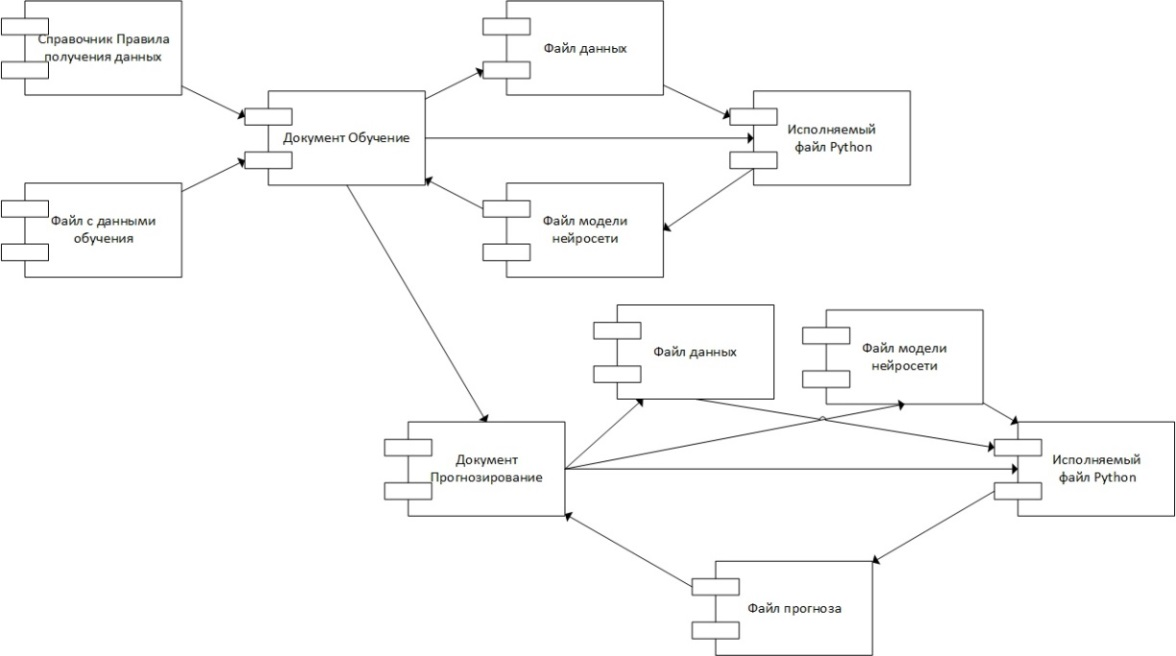 Справочник Правила
получения данных
Файл данных
Документ Обучение
Исполняемый
файл Python
Файл с данными
обучения
Файл модели
нейросети
Файл данных
Файл модели
нейросети
Документ
Прогнозирование
Исполняемый
файл Python
Файл прогноза